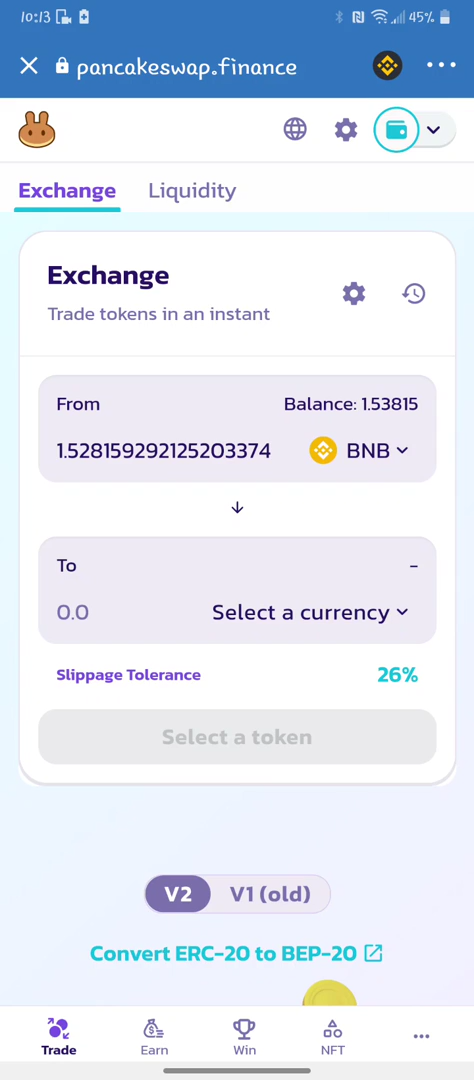 10:13 45%
pancakeswap.finance
Exchange Liquidity
Exchange
Trade tokens in an instant
From Balance: 1.53815
1.528159292125203374 BNB
To -
0.0 Select a currency
Slippage Tolerance 26%
Select a token
V2 V1 (old)
Convert ERC-20 to BEP-20
Trade Earn Win NFT